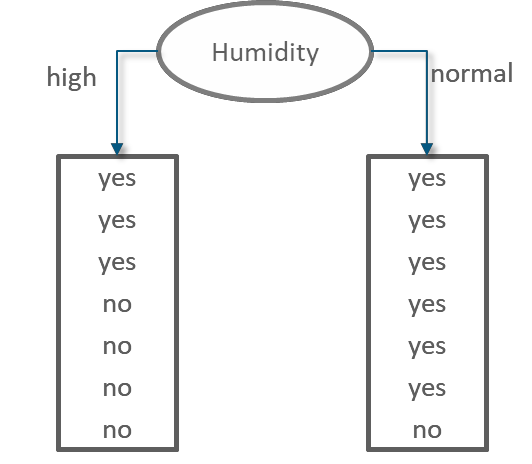 Humidity
high
normal
yes
yes
yes
no
no
no
no
yes
yes
yes
yes
yes
yes
no